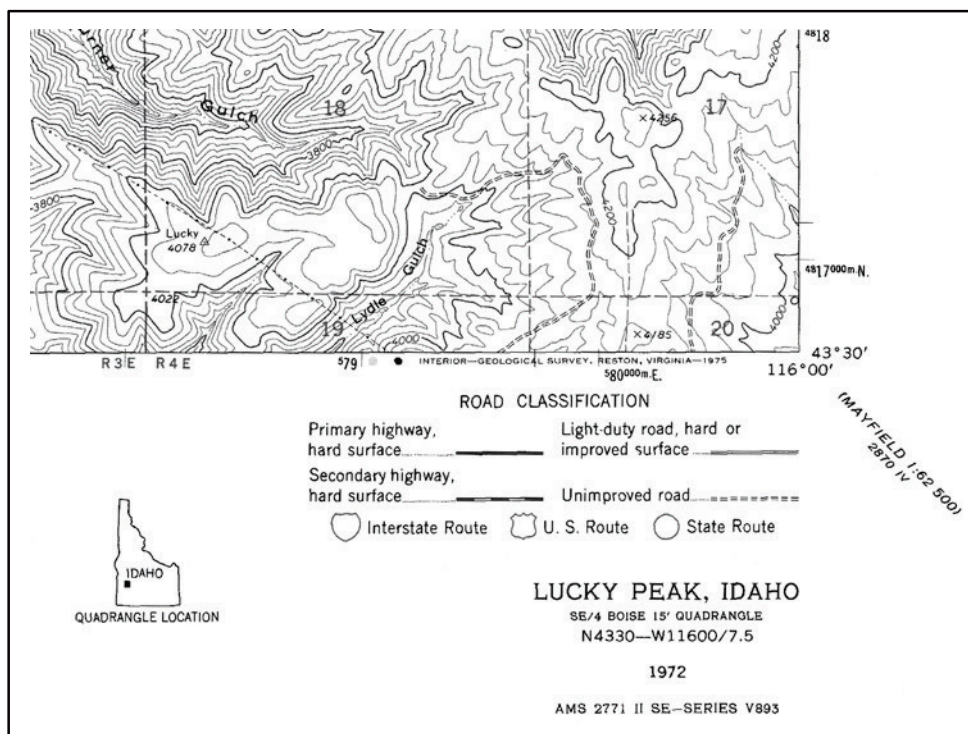 4818
4200
4200
urner
Gulch
18
17
×4256
3800
3800
4200
Lucky
4078
Gulch
4817000m.N.
4022
Lydle
19
4000
×4185
20
4000
R 3 E R 4 E
579
INTERIOR—GEOLOGICAL SURVEY, RESTON, VIRGINIA—1975
580000m.E.
43°30′
116°00′
ROAD CLASSIFICATION
Primary highway,
hard surface
Light-duty road, hard or
improved surface
Secondary highway,
hard surface
Unimproved road
Interstate Route
U. S. Route
State Route
(MAYFIELD 1:62 500)
2870 IV
IDAHO
QUADRANGLE LOCATION
LUCKY PEAK, IDAHO
SE/4 BOISE 15′ QUADRANGLE
N4330—W11600/7.5
1972
AMS 2771 II SE—SERIES V893